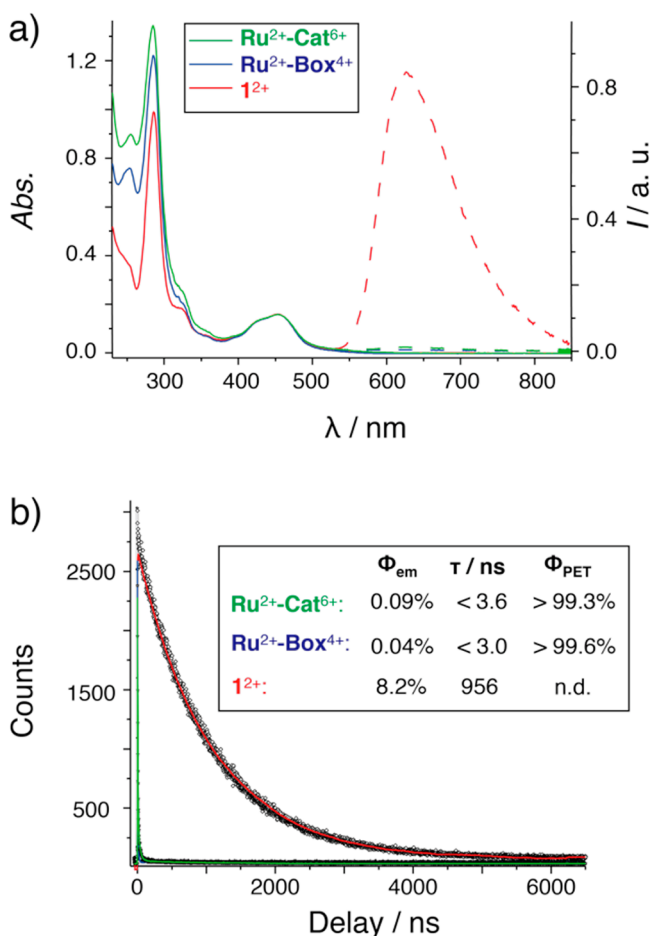 a)
Ru²⁺-Cat⁶⁺
Ru²⁺-Box⁴⁺
1²⁺
1.2
0.8
0.4
0.0
Abs.
0.8
0.4
0.0
I / a. u.
300 400 500 600 700 800
λ / nm
b)
Φem τ / ns ΦPET
Ru²⁺-Cat⁶⁺: 0.09% < 3.6 > 99.3%
Ru²⁺-Box⁴⁺: 0.04% < 3.0 > 99.6%
1²⁺: 8.2% 956 n.d.
2500
1500
500
Counts
0 2000 4000 6000
Delay / ns